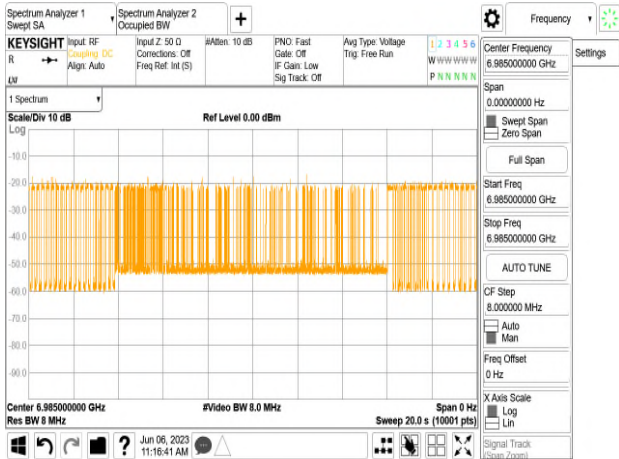 Spectrum Analyzer 1
Swept SA
Spectrum Analyzer 2
Occupied BW
+
Frequency
KEYSIGHT
R
Input: RF
Coupling: DC
Align: Auto
Input Z: 50 Ω
Corrections: Off
Freq Ref: Int (S)
#Atten: 10 dB
PNO: Fast
Gate: Off
IF Gain: Low
Sig Track: Off
Avg Type: Voltage
Trig: Free Run
1 2 3 4 5 6
W W W W W W
P N N N N N
1 Spectrum
Scale/Div 10 dB
Ref Level 0.00 dBm
Log
-10.0
-20.0
-30.0
-40.0
-50.0
-60.0
-70.0
-80.0
-90.0
Center 6.985000000 GHz
#Video BW 8.0 MHz
Span 0 Hz
Res BW 8 MHz
Sweep 20.0 s (10001 pts)
?
Jun 06, 2023
11:16:41 AM
Center Frequency
6.985000000 GHz
Settings
Span
0.00000000 Hz
Swept Span
Zero Span
Full Span
Start Freq
6.985000000 GHz
Stop Freq
6.985000000 GHz
AUTO TUNE
CF Step
8.000000 MHz
Auto
Man
Freq Offset
0 Hz
X Axis Scale
Log
Lin
Signal Track
(Span Zoom)